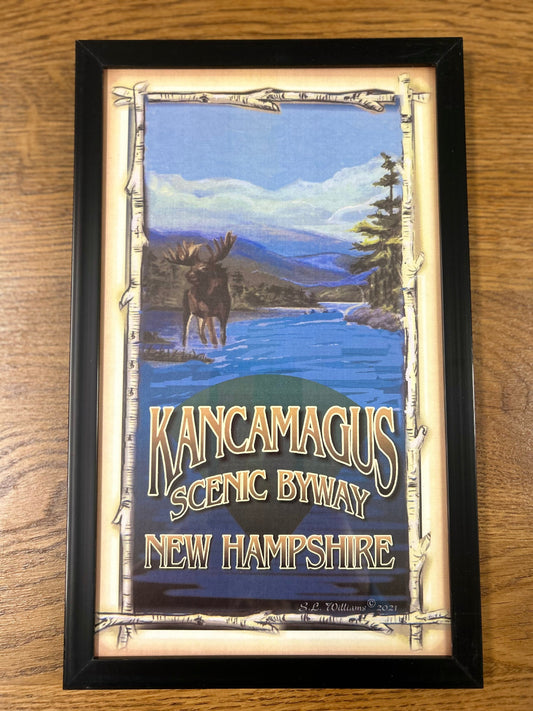 KANCAMAGUS
SCENIC BYWAY
NEW HAMPSHIRE
S.L. Williams © 2021